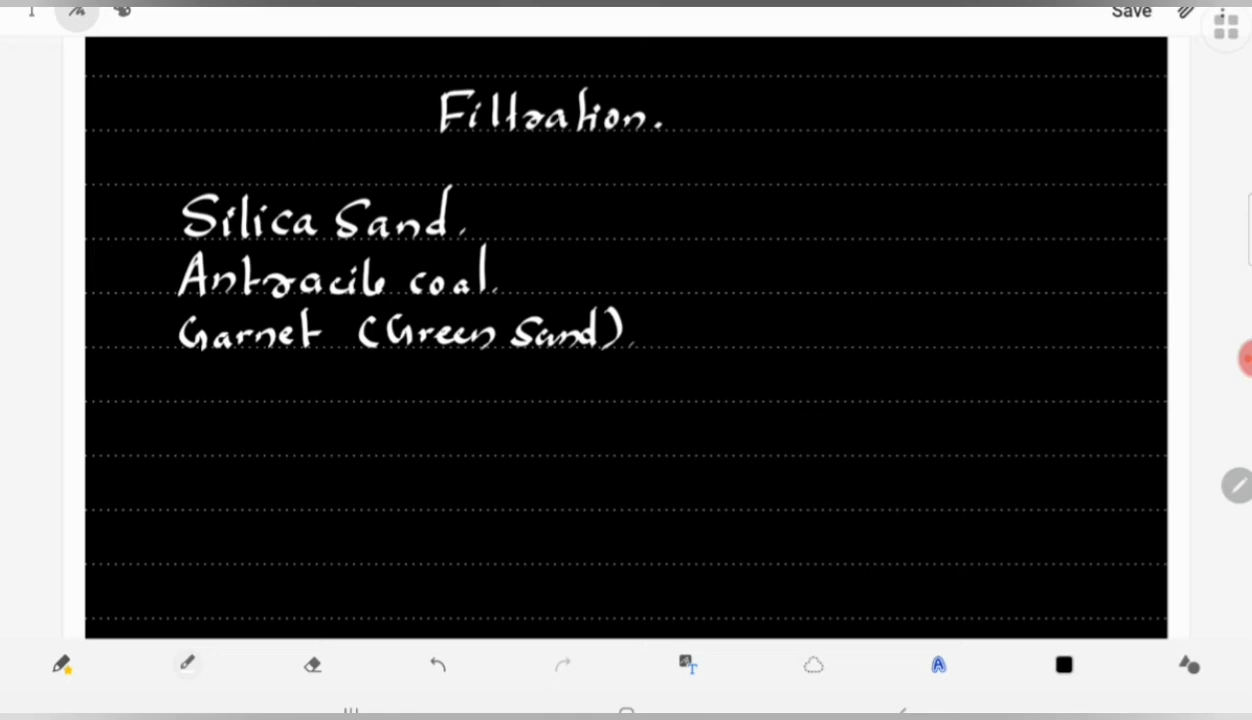 Save
Filtration.
Silica Sand.
Antracite coal.
Garnet (Green Sand).